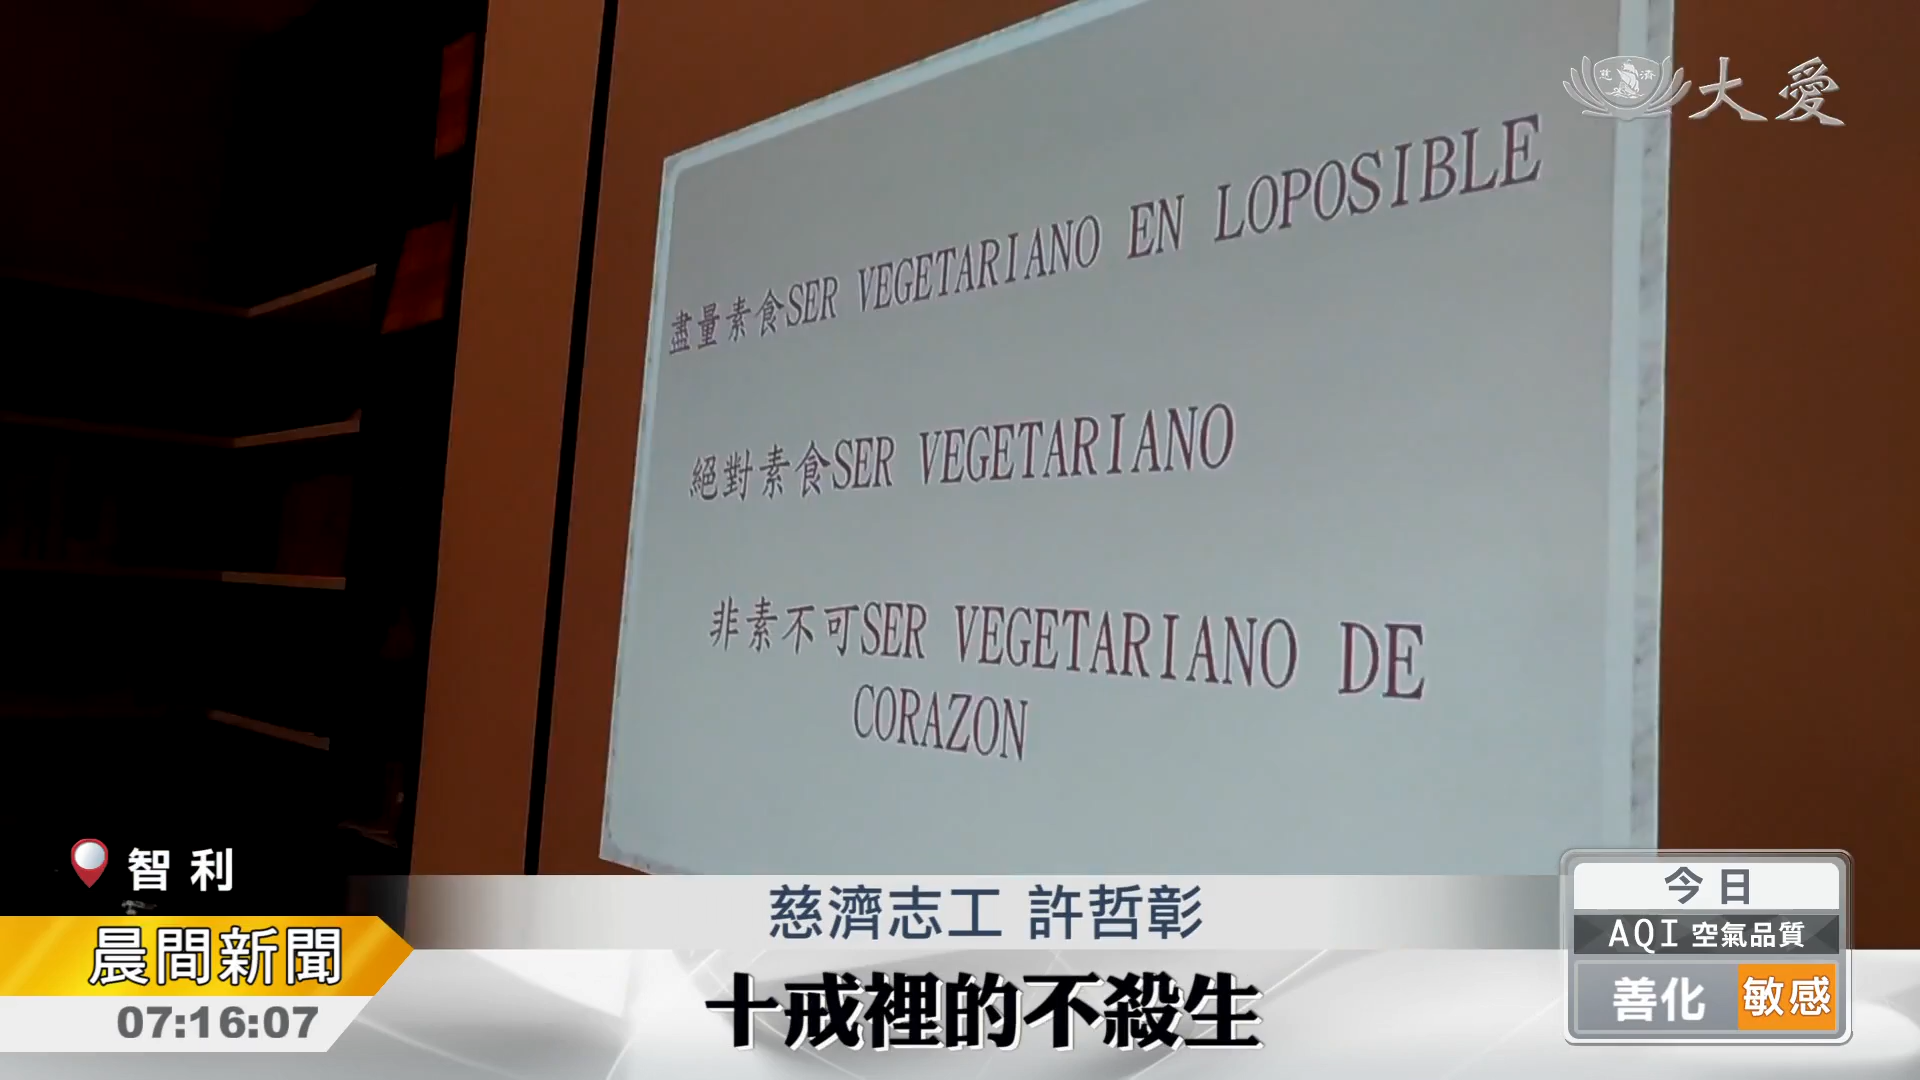 慈濟
大愛
盡量素食SER VEGETARIANO EN LOPOSIBLE
絕對素食SER VEGETARIANO
非素不可SER VEGETARIANO DE
CORAZON
智利
慈濟志工 許哲彰
晨間新聞
十戒裡的不殺生
07:16:07
今日
AQI 空氣品質
善化 敏感